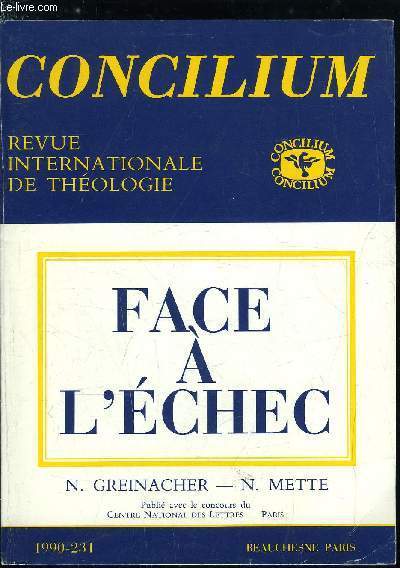 Le-livre.com
CONCILIUM
REVUE
INTERNATIONALE
DE THÉOLOGIE
CONCILIUM
CONCILIUM
FACE
À
L'ÉCHEC
N. GREINACHER — N. METTE
Publié avec le concours du
CENTRE NATIONAL DES LETTRES — PARIS
1990-231
BEAUCHESNE PARIS